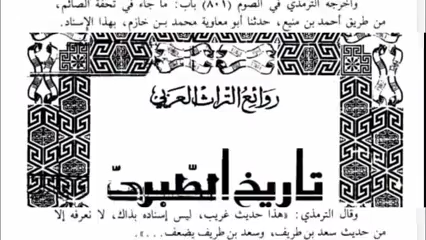 وأخرجه الترمذي في الصوم (٨٠١) باب: ما جاء في تحفة الصائم،
من طريق أحمد بن منيع، حدثنا أبو معاوية محمد بن خازم، بهذا الإسناد.
روائع التراث العربي
تاريخ الطبري
وقال الترمذي: «هذا حديث غريب، ليس إسناده بذاك، لا نعرفه إلا
من حديث سعد بن طريف، وسعد بن طريف يضعف . . .».